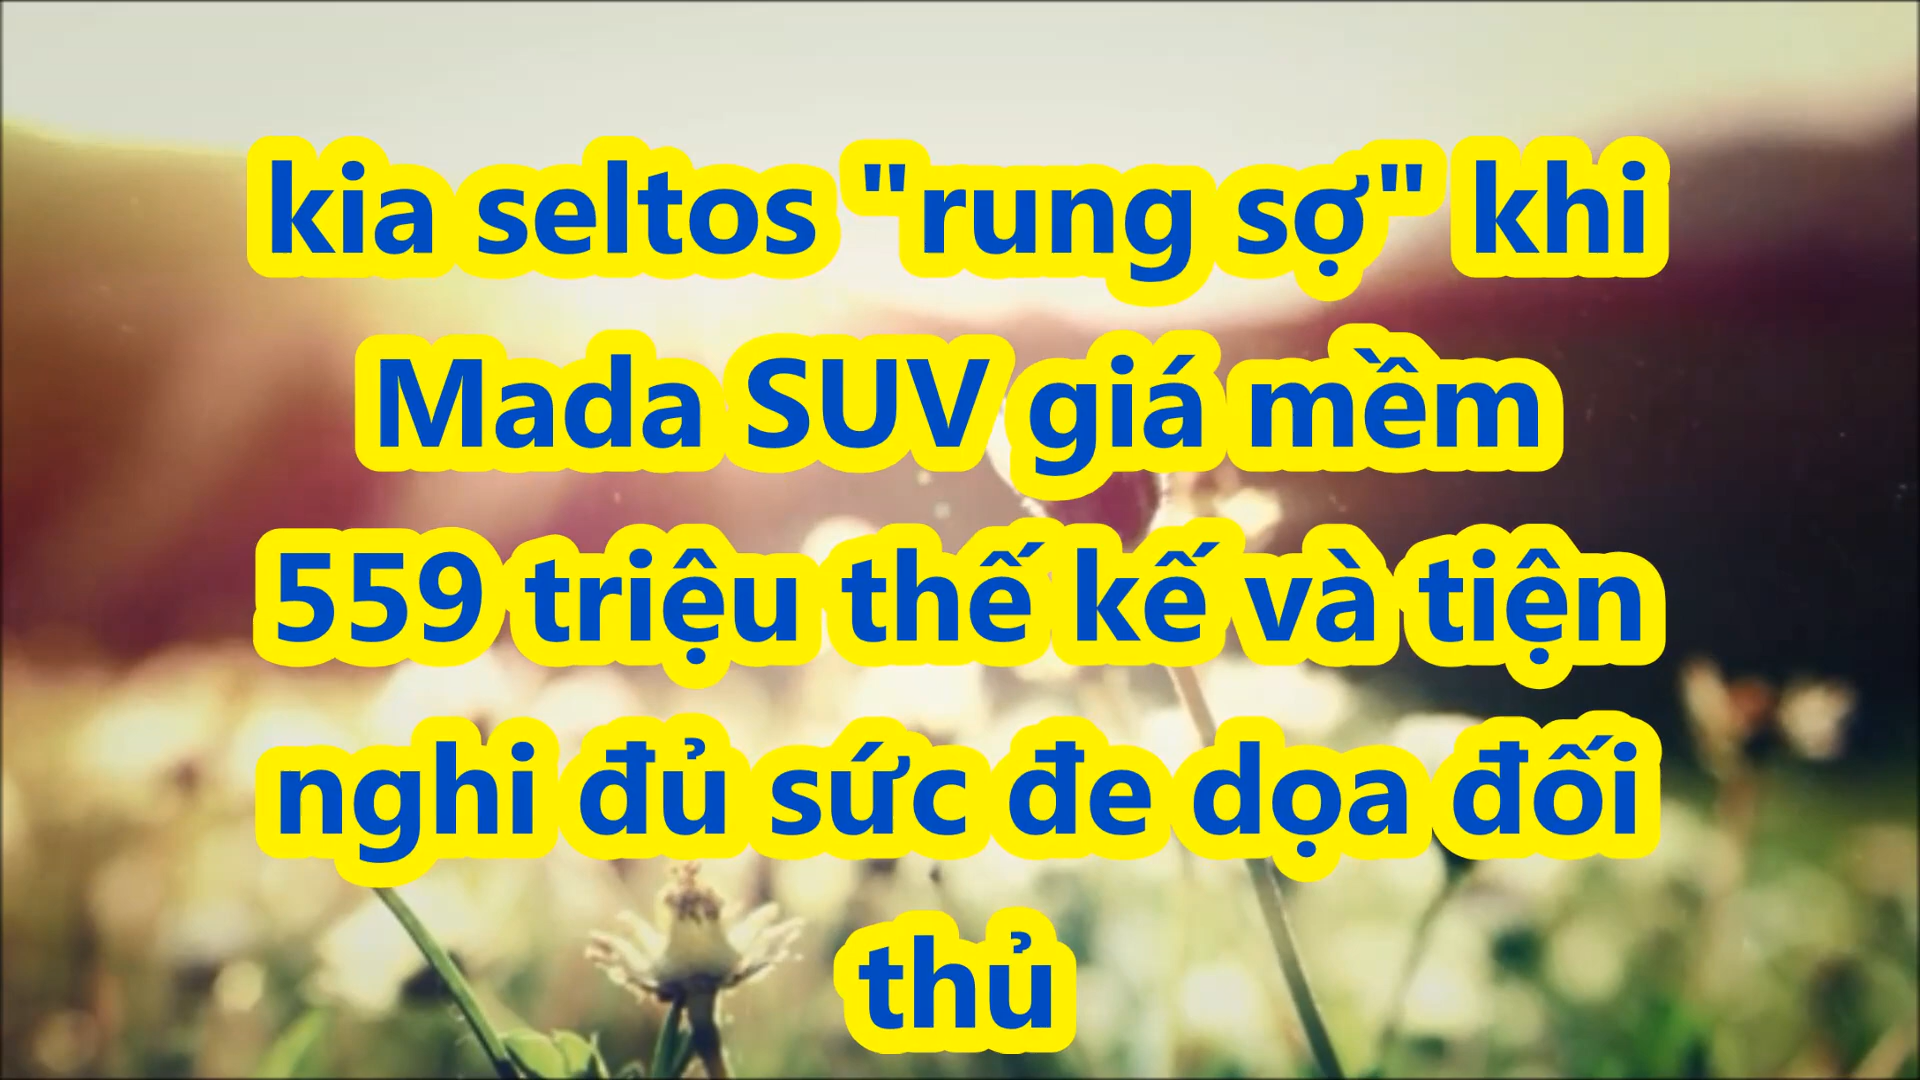 kia seltos "rung sợ" khi
Mada SUV giá mềm
559 triệu thế kế và tiện
nghi đủ sức đe dọa đối
thủ